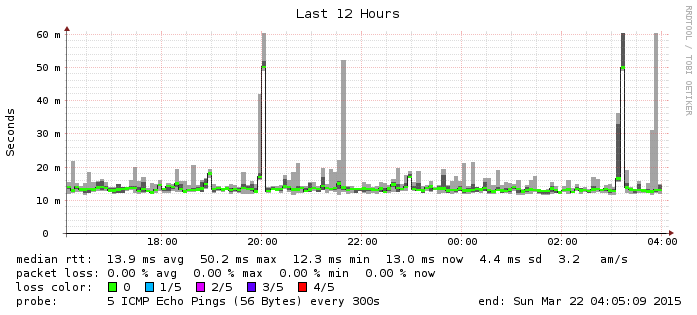 Last 12 Hours
RRDTOOL / TOBI OETIKER
Seconds
60 m
50 m
40 m
30 m
20 m
10 m
0
18:00 20:00 22:00 00:00 02:00 04:00
median rtt: 13.9 ms avg 50.2 ms max 12.3 ms min 13.0 ms now 4.4 ms sd 3.2 am/s
packet loss: 0.00 % avg 0.00 % max 0.00 % min 0.00 % now
loss color: 0 1/5 2/5 3/5 4/5
probe: 5 ICMP Echo Pings (56 Bytes) every 300s end: Sun Mar 22 04:05:09 2015